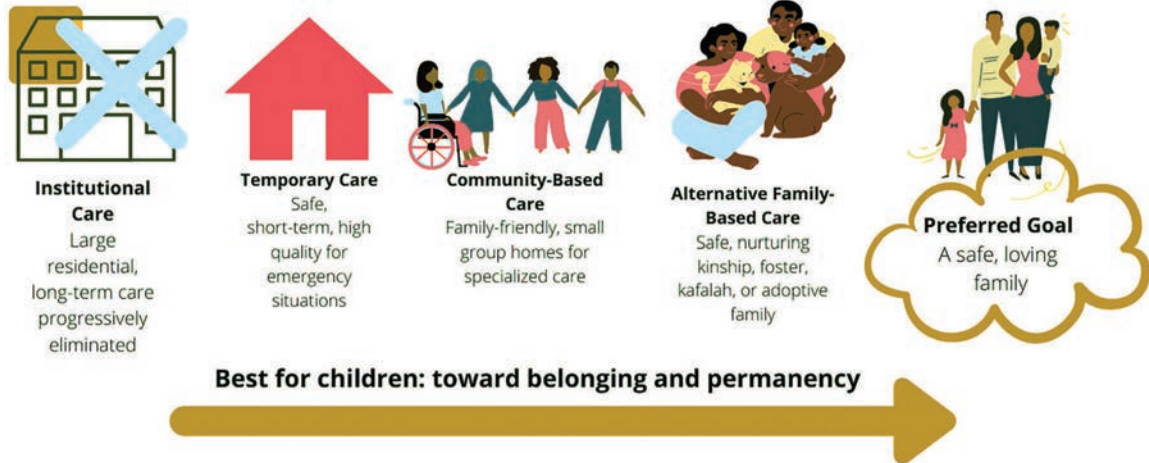 Institutional
Care
Large
residential,
long-term care
progressively
eliminated
Temporary Care
Safe,
short-term, high
quality for
emergency
situations
Community-Based
Care
Family-friendly, small
group homes for
specialized care
Alternative Family-
Based Care
Safe, nurturing
kinship, foster,
kafalah, or adoptive
family
Preferred Goal
A safe, loving
family
Best for children: toward belonging and permanency